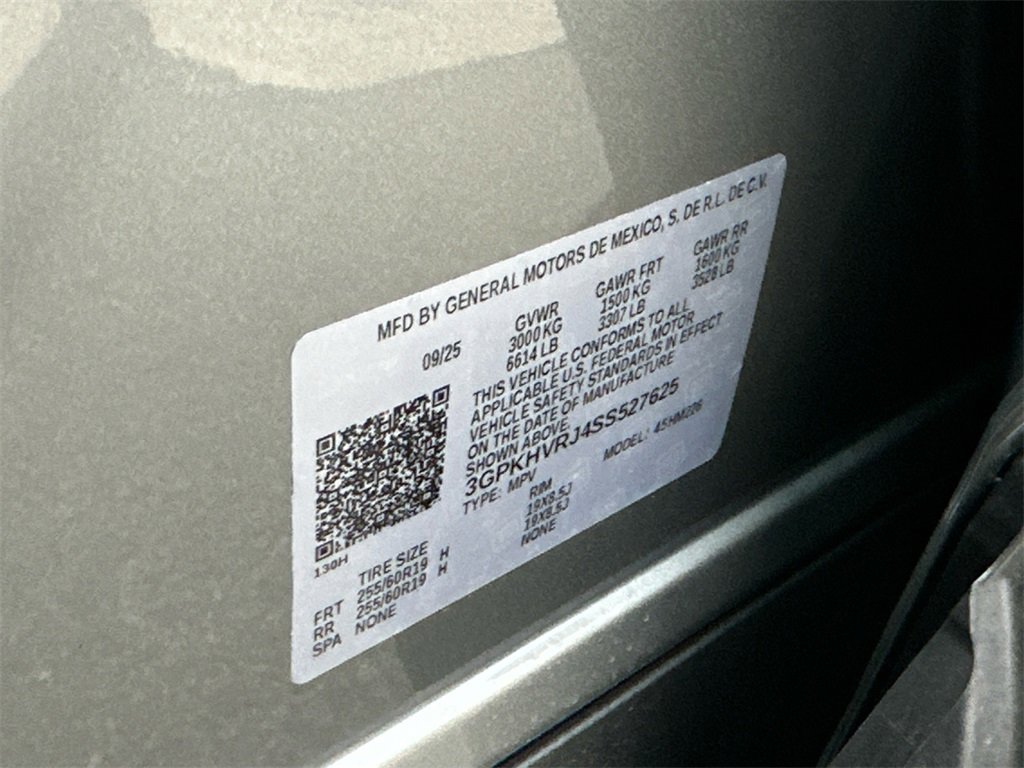 MFD BY GENERAL MOTORS DE MEXICO, S. DE R.L. DE C.V.
09/25 GVWR GAWR FRT GAWR RR
3000 KG 1500 KG 1600 KG
6614 LB 3307 LB 3528 LB
THIS VEHICLE CONFORMS TO ALL
APPLICABLE U.S. FEDERAL MOTOR
VEHICLE SAFETY STANDARDS IN EFFECT
ON THE DATE OF MANUFACTURE
SHOWN ABOVE.
3GPKHVRJ4SS527625
TYPE: MPV MODEL: 45HM226
130H
TIRE SIZE RIM
FRT 255/60R19 H 19X8.5J
RR 255/60R19 H 19X8.5J
SPA NONE NONE